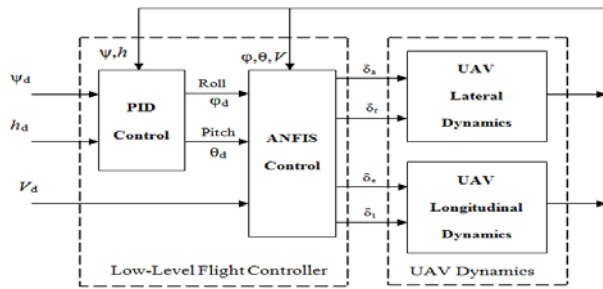 ψ,h
φ,θ,V
ψd
hd
Vd
PID
Control
Roll
φd
Pitch
θd
ANFIS
Control
δa
δr
δe
δt
UAV
Lateral
Dynamics
UAV
Longitudinal
Dynamics
Low-Level Flight Controller
UAV Dynamics